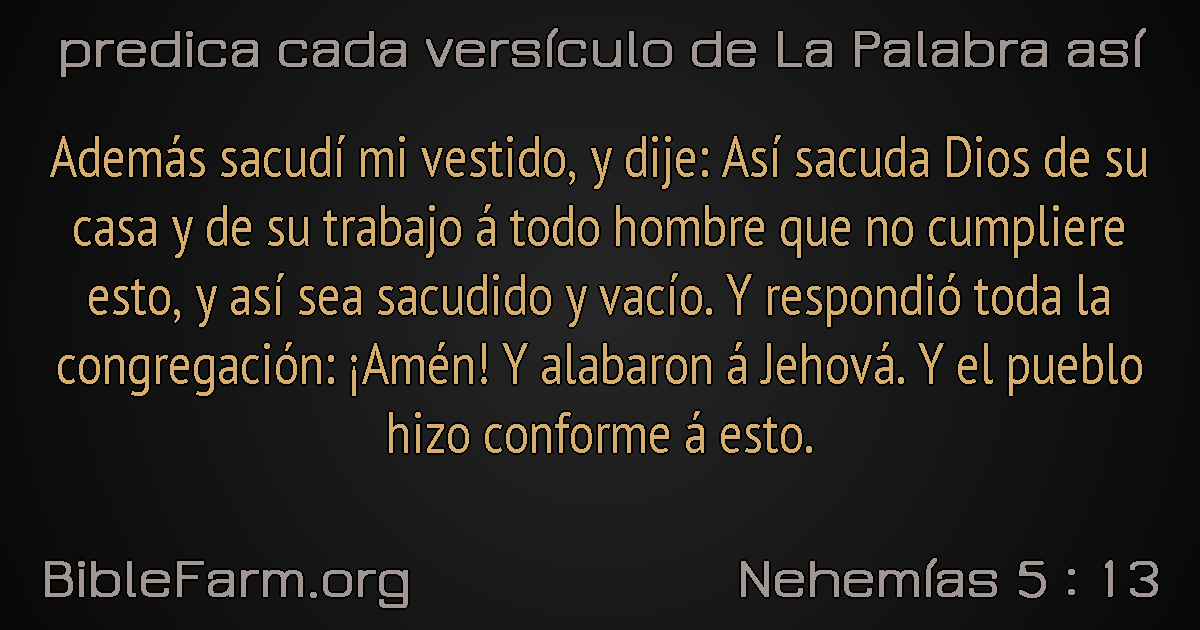 predica cada versículo de La Palabra así
Además sacudí mi vestido, y dije: Así sacuda Dios de su
casa y de su trabajo á todo hombre que no cumpliere
esto, y así sea sacudido y vacío. Y respondió toda la
congregación: ¡Amén! Y alabaron á Jehová. Y el pueblo
hizo conforme á esto.
BibleFarm.org
Nehemías 5 : 13